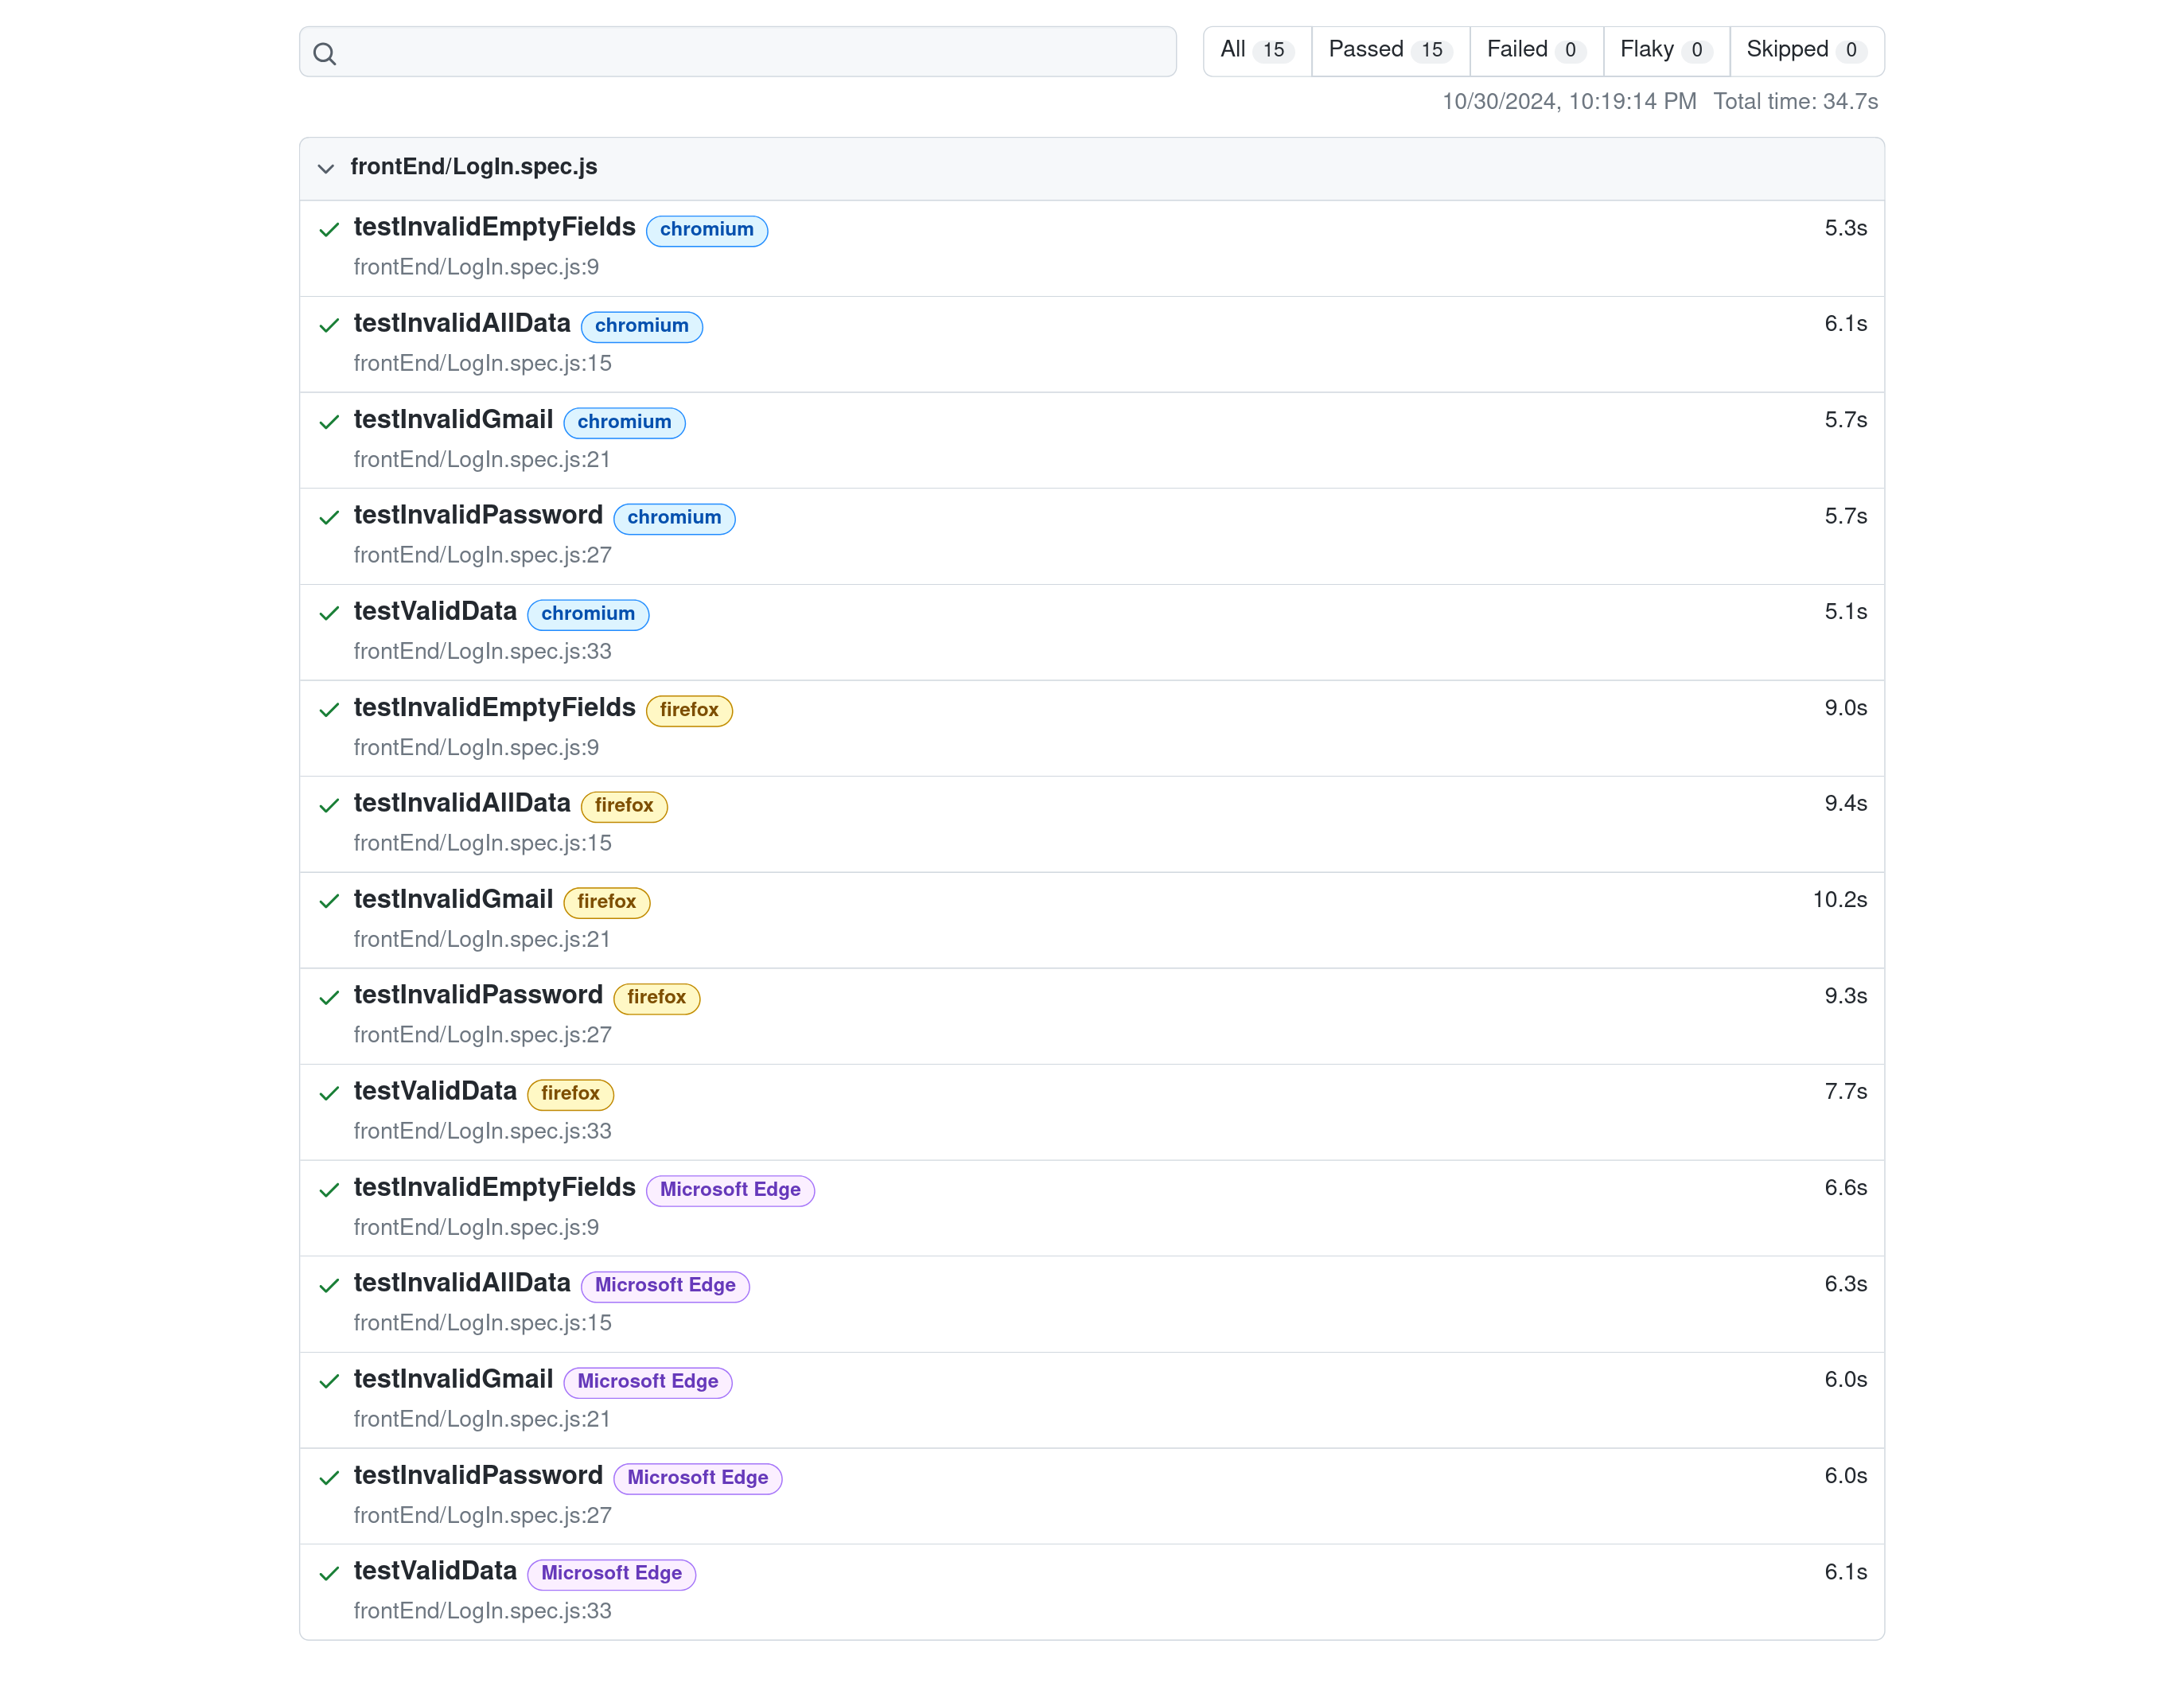 All 15 Passed 15 Failed 0 Flaky 0 Skipped 0
10/30/2024, 10:19:14 PM Total time: 34.7s
frontEnd/LogIn.spec.js
testInvalidEmptyFields chromium 5.3s
frontEnd/LogIn.spec.js:9
testInvalidAllData chromium 6.1s
frontEnd/LogIn.spec.js:15
testInvalidGmail chromium 5.7s
frontEnd/LogIn.spec.js:21
testInvalidPassword chromium 5.7s
frontEnd/LogIn.spec.js:27
testValidData chromium 5.1s
frontEnd/LogIn.spec.js:33
testInvalidEmptyFields firefox 9.0s
frontEnd/LogIn.spec.js:9
testInvalidAllData firefox 9.4s
frontEnd/LogIn.spec.js:15
testInvalidGmail firefox 10.2s
frontEnd/LogIn.spec.js:21
testInvalidPassword firefox 9.3s
frontEnd/LogIn.spec.js:27
testValidData firefox 7.7s
frontEnd/LogIn.spec.js:33
testInvalidEmptyFields Microsoft Edge 6.6s
frontEnd/LogIn.spec.js:9
testInvalidAllData Microsoft Edge 6.3s
frontEnd/LogIn.spec.js:15
testInvalidGmail Microsoft Edge 6.0s
frontEnd/LogIn.spec.js:21
testInvalidPassword Microsoft Edge 6.0s
frontEnd/LogIn.spec.js:27
testValidData Microsoft Edge 6.1s
frontEnd/LogIn.spec.js:33